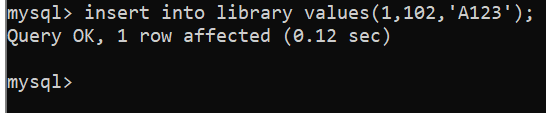 mysql> insert into library values(1,102,'A123');
Query OK, 1 row affected (0.12 sec)
mysql>